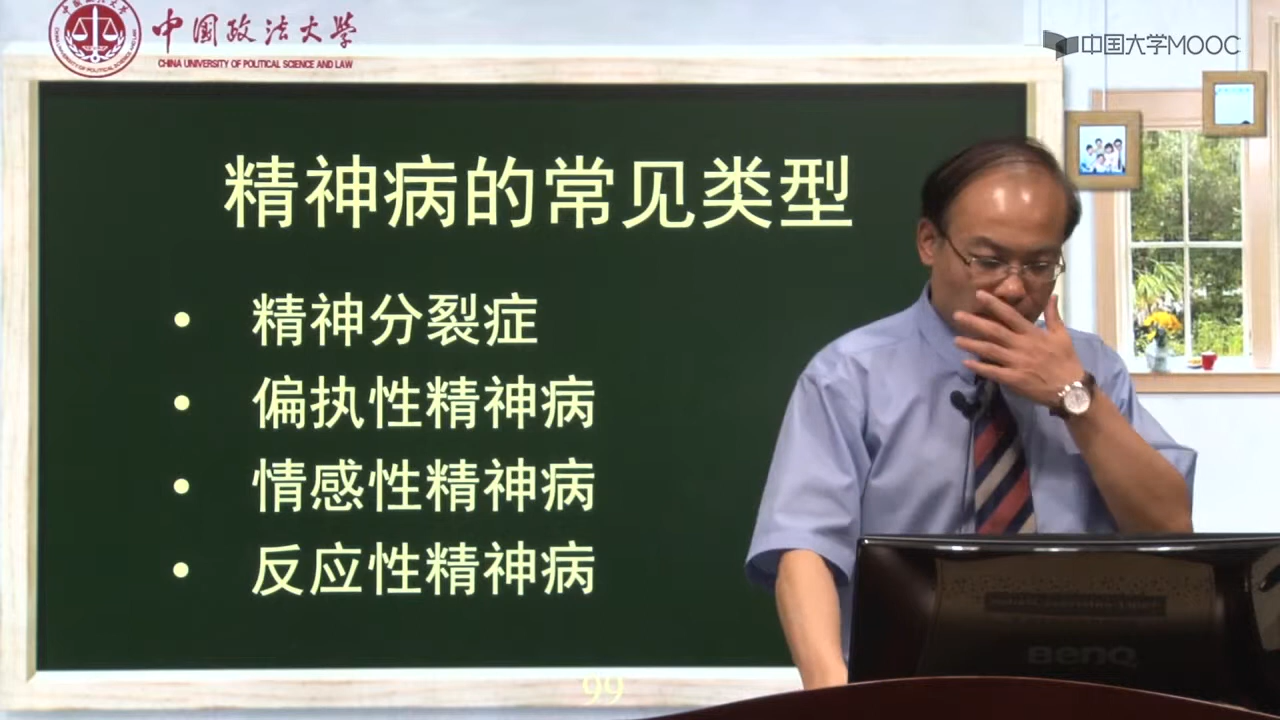 中国政法大学
CHINA UNIVERSITY OF POLITICAL SCIENCE AND LAW
中国大学MOOC
精神病的常见类型
• 精神分裂症
• 偏执性精神病
• 情感性精神病
• 反应性精神病
BenQ
99